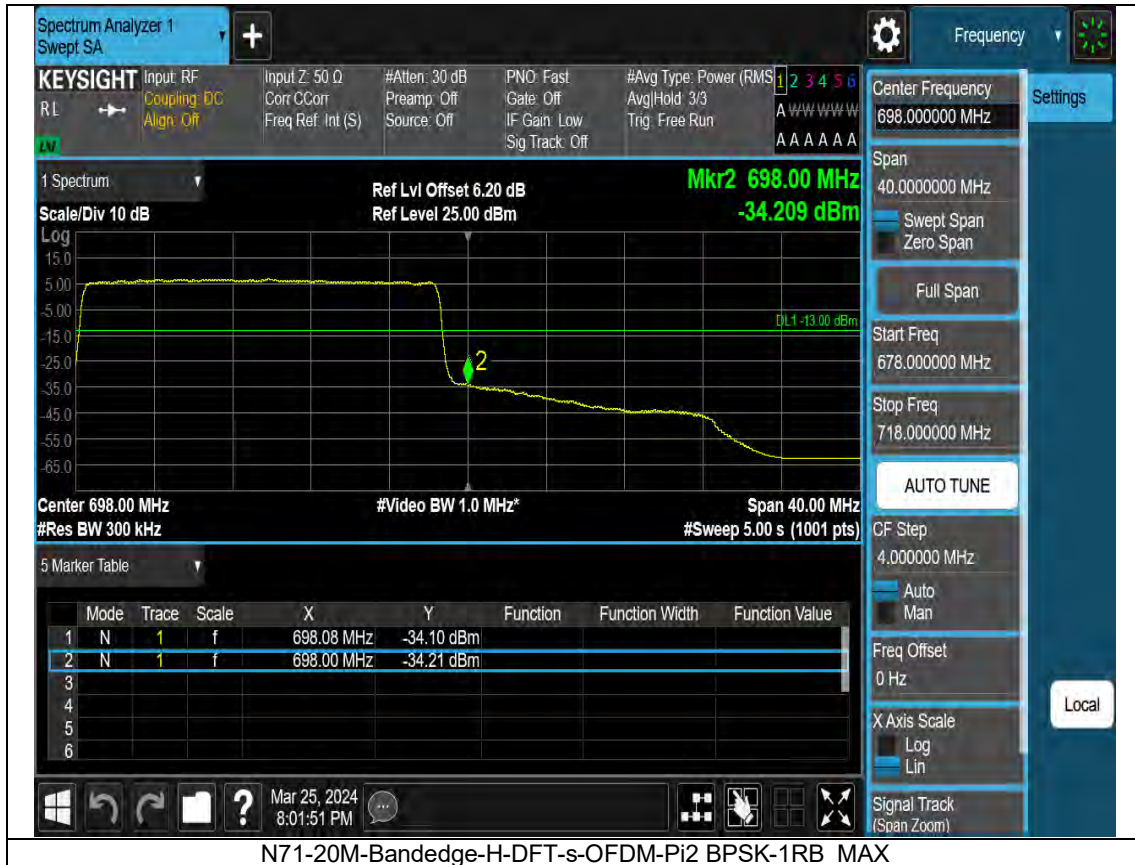 Spectrum Analyzer 1
Swept SA
Frequency
KEYSIGHT
RL
Input: RF
Coupling: DC
Align: Off
Input Z: 50 Ω
Corr CCorr
Freq Ref: Int (S)
#Atten: 30 dB
Preamp: Off
Source: Off
PNO: Fast
Gate: Off
IF Gain: Low
Sig Track: Off
#Avg Type: Power (RMS
Avg|Hold: 3/3
Trig: Free Run
1 2 3 4 5 6
A W W W W W
A A A A A A
1 Spectrum
Scale/Div 10 dB
Ref Lvl Offset 6.20 dB
Ref Level 25.00 dBm
Mkr2 698.00 MHz
-34.209 dBm
Log
15.0
5.00
-5.00
-15.0
-25.0
-35.0
-45.0
-55.0
-65.0
DL1 -13.00 dBm
2
Center 698.00 MHz
#Res BW 300 kHz
#Video BW 1.0 MHz*
Span 40.00 MHz
#Sweep 5.00 s (1001 pts)
5 Marker Table
Mode Trace Scale X Y Function Function Width Function Value
1 N 1 f 698.08 MHz -34.10 dBm
2 N 1 f 698.00 MHz -34.21 dBm
3
4
5
6
Mar 25, 2024
8:01:51 PM
Center Frequency
698.000000 MHz
Span
40.0000000 MHz
Swept Span
Zero Span
Full Span
Start Freq
678.000000 MHz
Stop Freq
718.000000 MHz
AUTO TUNE
CF Step
4.000000 MHz
Auto
Man
Freq Offset
0 Hz
X Axis Scale
Log
Lin
Signal Track
(Span Zoom)
Settings
Local
N71-20M-Bandedge-H-DFT-s-OFDM-Pi2 BPSK-1RB_MAX